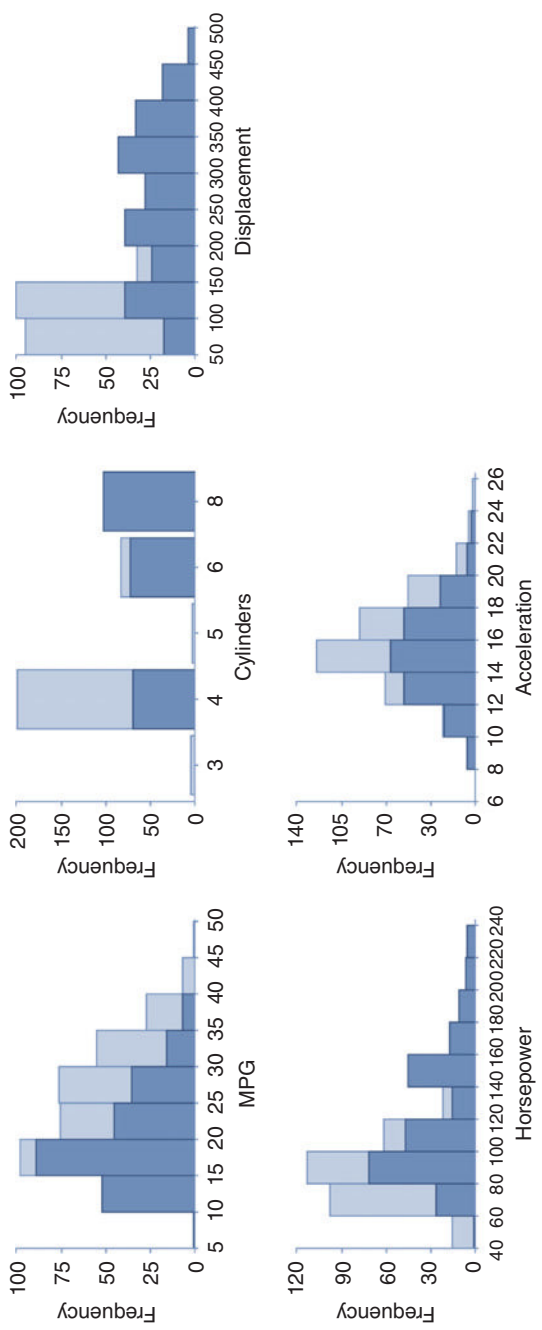 Frequency
100
75
50
25
0
5 10 15 20 25 30 35 40 45 50
MPG
Frequency
200
150
100
50
0
3 4 5 6 8
Cylinders
Frequency
100
75
50
25
0
50 100 150 200 250 300 350 400 450 500
Displacement
Frequency
120
90
60
30
0
40 60 80 100 120 140 160 180 200 220 240
Horsepower
Frequency
140
105
70
30
0
6 8 10 12 14 16 18 20 22 24 26
Acceleration